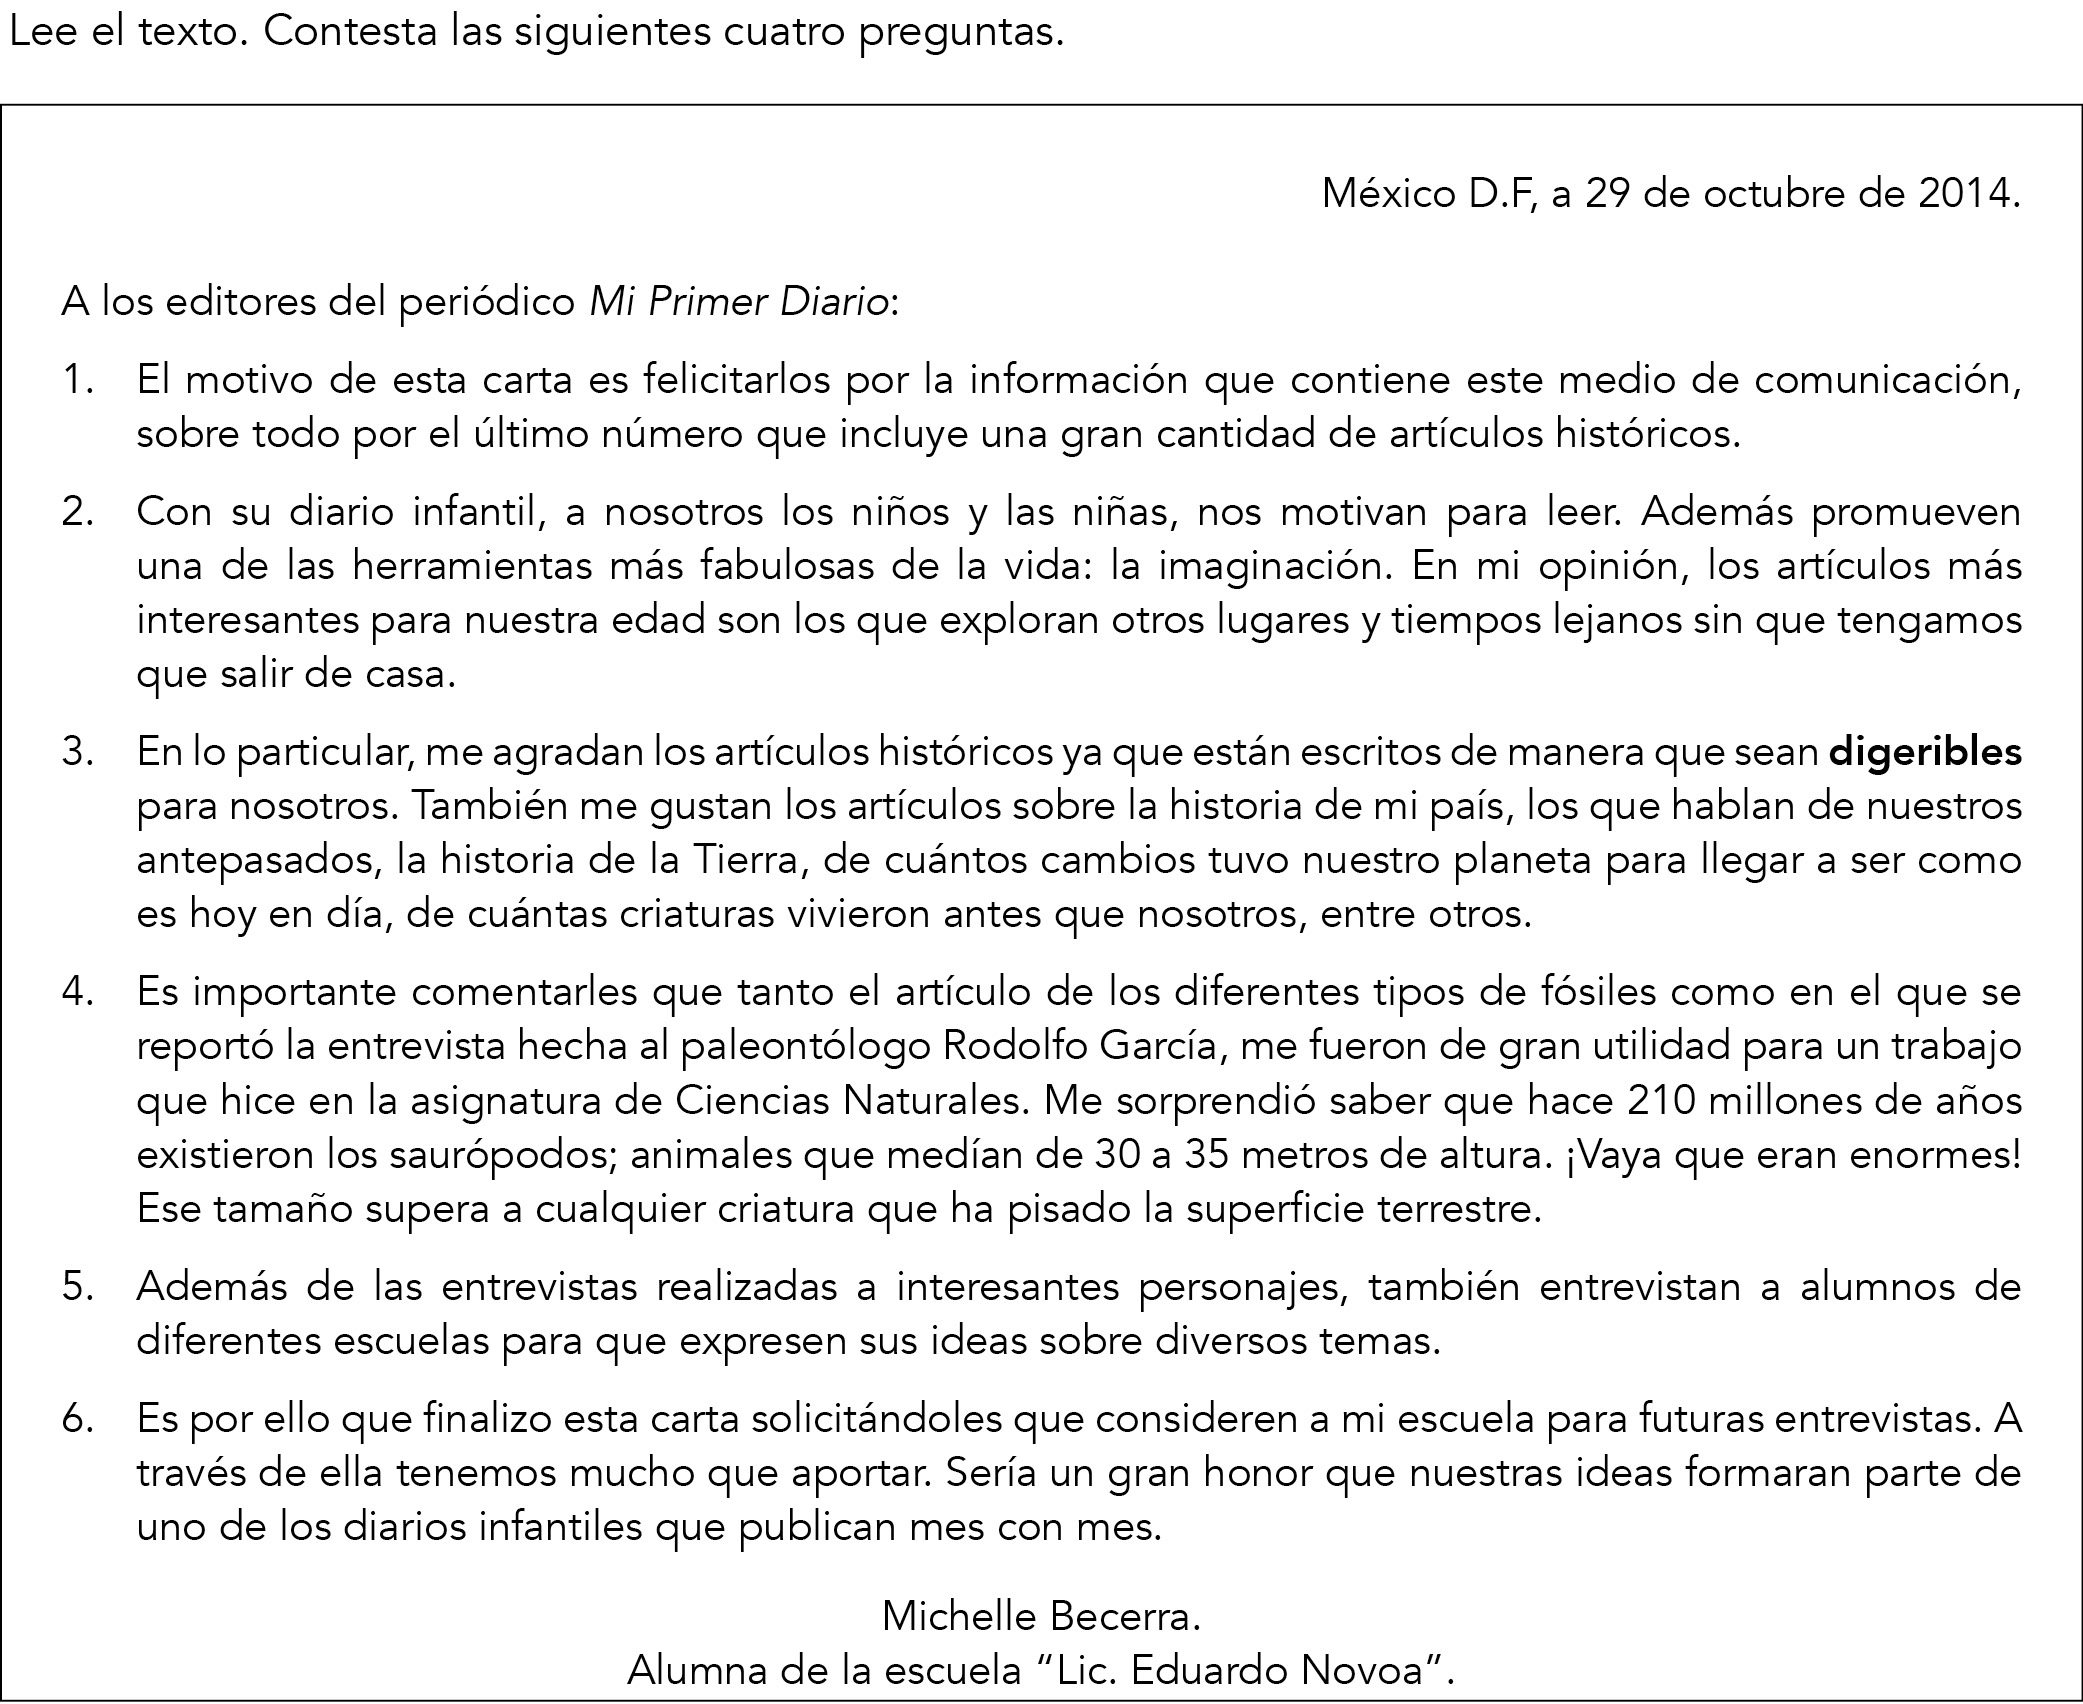 Lee el texto. Contesta las siguientes cuatro preguntas.
México D.F, a 29 de octubre de 2014.
A los editores del periódico Mi Primer Diario:
1. El motivo de esta carta es felicitarlos por la información que contiene este medio de comunicación,
sobre todo por el último número que incluye una gran cantidad de artículos históricos.
2. Con su diario infantil, a nosotros los niños y las niñas, nos motivan para leer. Además promueven
una de las herramientas más fabulosas de la vida: la imaginación. En mi opinión, los artículos más
interesantes para nuestra edad son los que exploran otros lugares y tiempos lejanos sin que tengamos
que salir de casa.
3. En lo particular, me agradan los artículos históricos ya que están escritos de manera que sean digeribles
para nosotros. También me gustan los artículos sobre la historia de mi país, los que hablan de nuestros
antepasados, la historia de la Tierra, de cuántos cambios tuvo nuestro planeta para llegar a ser como
es hoy en día, de cuántas criaturas vivieron antes que nosotros, entre otros.
4. Es importante comentarles que tanto el artículo de los diferentes tipos de fósiles como en el que se
reportó la entrevista hecha al paleontólogo Rodolfo García, me fueron de gran utilidad para un trabajo
que hice en la asignatura de Ciencias Naturales. Me sorprendió saber que hace 210 millones de años
existieron los saurópodos; animales que medían de 30 a 35 metros de altura. ¡Vaya que eran enormes!
Ese tamaño supera a cualquier criatura que ha pisado la superficie terrestre.
5. Además de las entrevistas realizadas a interesantes personajes, también entrevistan a alumnos de
diferentes escuelas para que expresen sus ideas sobre diversos temas.
6. Es por ello que finalizo esta carta solicitándoles que consideren a mi escuela para futuras entrevistas. A
través de ella tenemos mucho que aportar. Sería un gran honor que nuestras ideas formaran parte de
uno de los diarios infantiles que publican mes con mes.
Michelle Becerra.
Alumna de la escuela “Lic. Eduardo Novoa”.